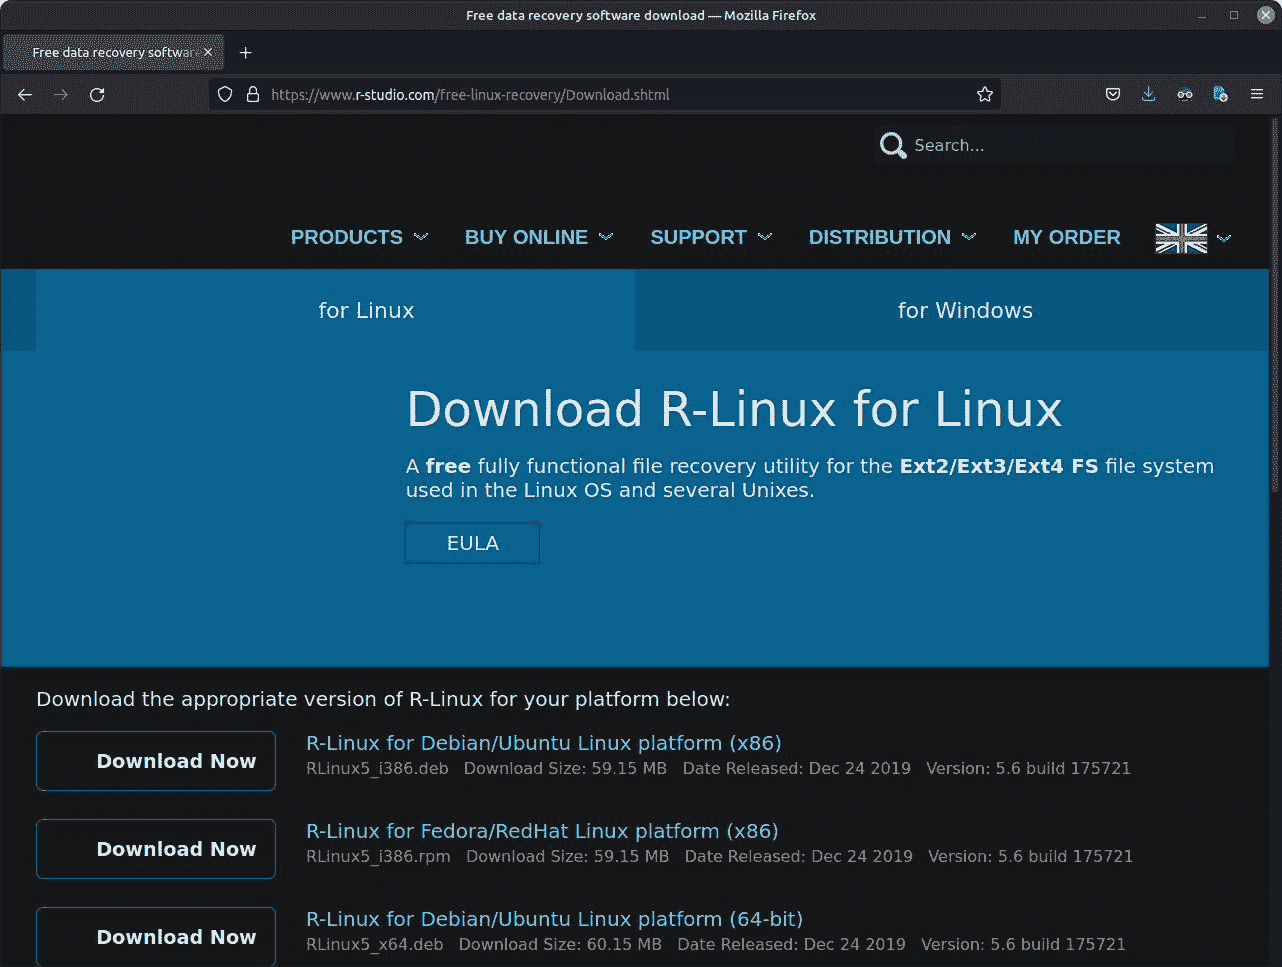 Free data recovery software download — Mozilla Firefox
Free data recovery softwar
https://www.r-studio.com/free-linux-recovery/Download.shtml
Search...
PRODUCTS BUY ONLINE SUPPORT DISTRIBUTION MY ORDER
for Linux for Windows
Download R-Linux for Linux
A free fully functional file recovery utility for the Ext2/Ext3/Ext4 FS file system
used in the Linux OS and several Unixes.
EULA
Download the appropriate version of R-Linux for your platform below:
R-Linux for Debian/Ubuntu Linux platform (x86)
Download Now
RLinux5_i386.deb Download Size: 59.15 MB Date Released: Dec 24 2019 Version: 5.6 build 175721
R-Linux for Fedora/RedHat Linux platform (x86)
Download Now
RLinux5_i386.rpm Download Size: 59.15 MB Date Released: Dec 24 2019 Version: 5.6 build 175721
R-Linux for Debian/Ubuntu Linux platform (64-bit)
Download Now
RLinux5_x64.deb Download Size: 60.15 MB Date Released: Dec 24 2019 Version: 5.6 build 175721